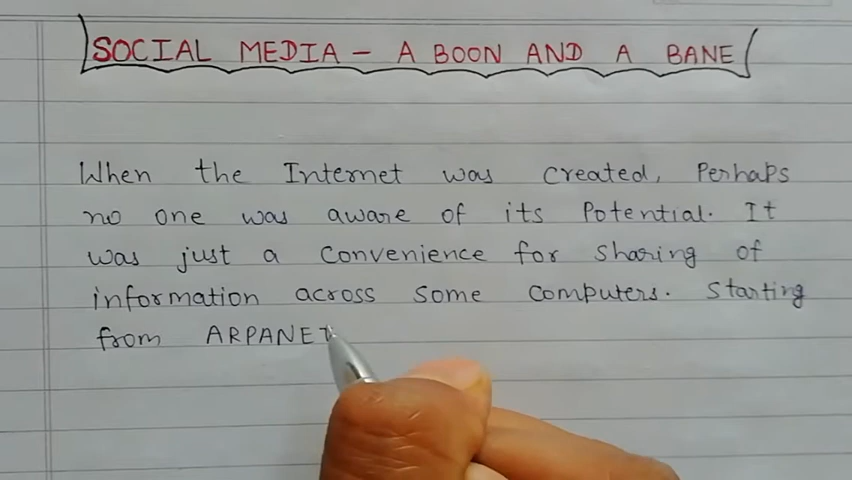 SOCIAL MEDIA - A BOON AND A BANE
When the Internet was created, Perhaps
no one was aware of its Potential. It
was just a convenience for sharing of
information across some computers. Starting
from ARPANET